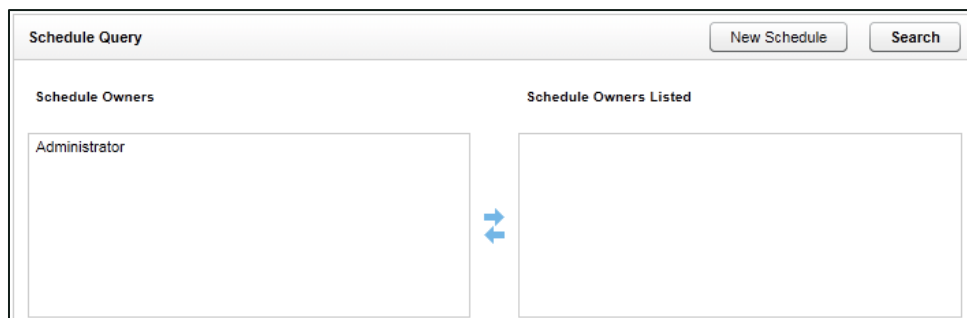 Schedule Query New Schedule Search
Schedule Owners Schedule Owners Listed
Administrator